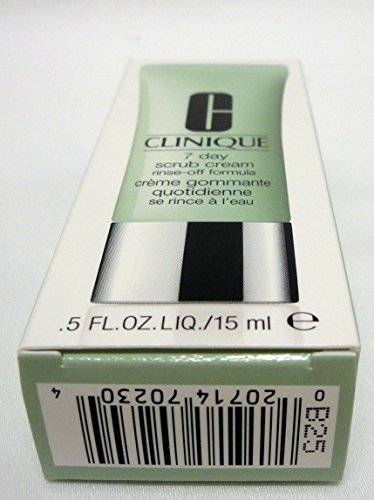 C
CLINIQUE
7 day
scrub cream
rinse-off formula
crème gommante
quotidienne
se rince à l'eau
.5 FL.OZ.LIQ./15 ml ℮
0 20714 70230 4
B25